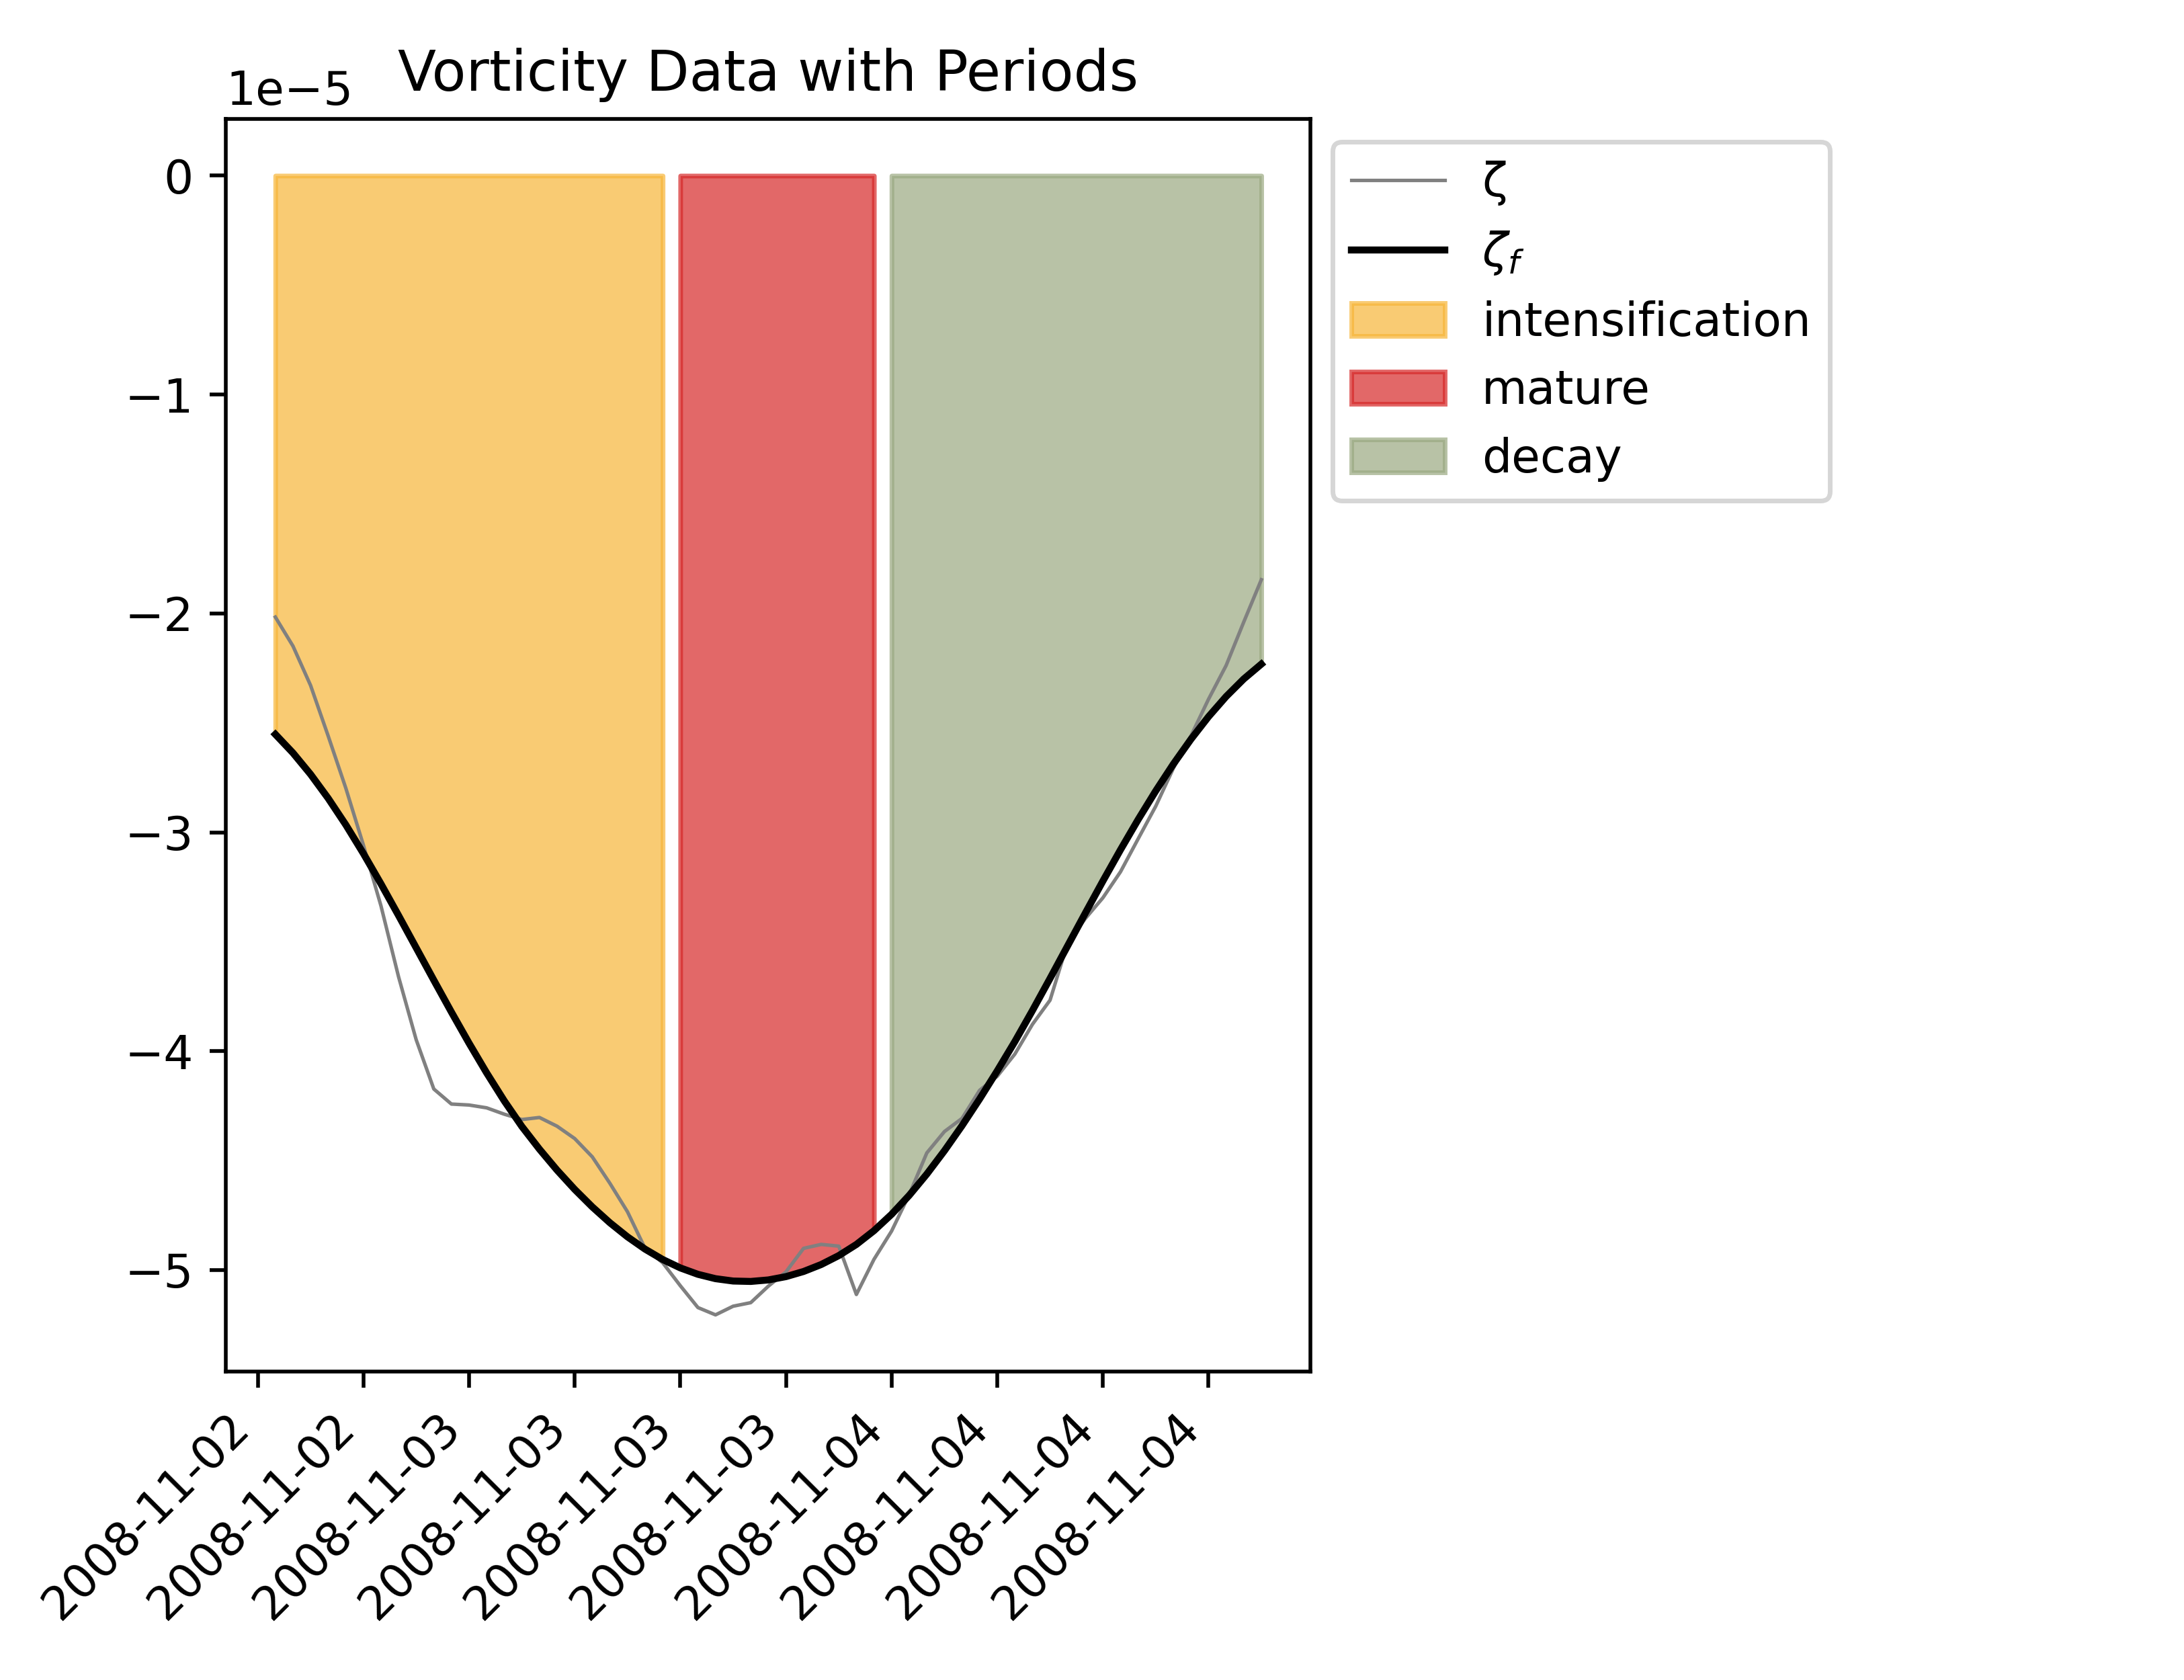 Vorticity Data with Periods
1e−5
0
−1
−2
−3
−4
−5
2008-11-02
2008-11-02
2008-11-03
2008-11-03
2008-11-03
2008-11-03
2008-11-04
2008-11-04
2008-11-04
2008-11-04
ζ
ζf
intensification
mature
decay